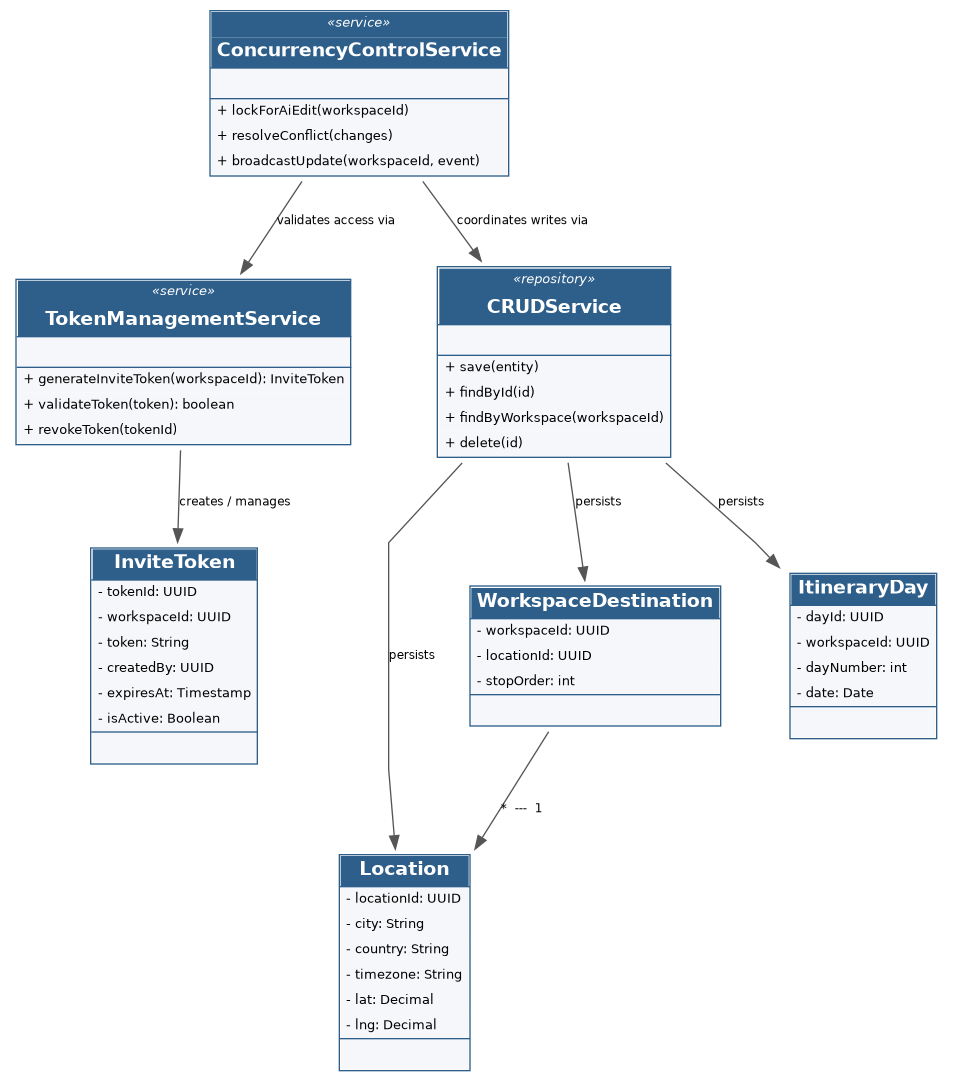 «service»
ConcurrencyControlService
+ lockForAiEdit(workspaceId)
+ resolveConflict(changes)
+ broadcastUpdate(workspaceId, event)
validates access via
coordinates writes via
«service»
TokenManagementService
+ generateInviteToken(workspaceId): InviteToken
+ validateToken(token): boolean
+ revokeToken(tokenId)
«repository»
CRUDService
+ save(entity)
+ findById(id)
+ findByWorkspace(workspaceId)
+ delete(id)
creates / manages
persists
persists
persists
InviteToken
- tokenId: UUID
- workspaceId: UUID
- token: String
- createdBy: UUID
- expiresAt: Timestamp
- isActive: Boolean
WorkspaceDestination
- workspaceId: UUID
- locationId: UUID
- stopOrder: int
ItineraryDay
- dayId: UUID
- workspaceId: UUID
- dayNumber: int
- date: Date
* --- 1
Location
- locationId: UUID
- city: String
- country: String
- timezone: String
- lat: Decimal
- lng: Decimal